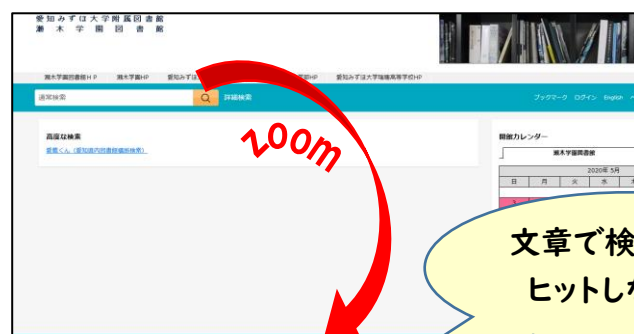 愛知みずほ大学附属図書館
瀬木学園図書館
瀬木学園図書館HP
瀬木学園HP
愛知みずほ
部HP
愛知みずほ大学瑞穂高等学校HP
通常検索
詳細検索
ブックマーク
ログイン
English
zoom
高度な検索
愛蔵くん（愛知県内図書館横断検索）
開館カレンダー
瀬木学園図書館
2020年 5月
日 月 火 水 木
文章で検
ヒットしな